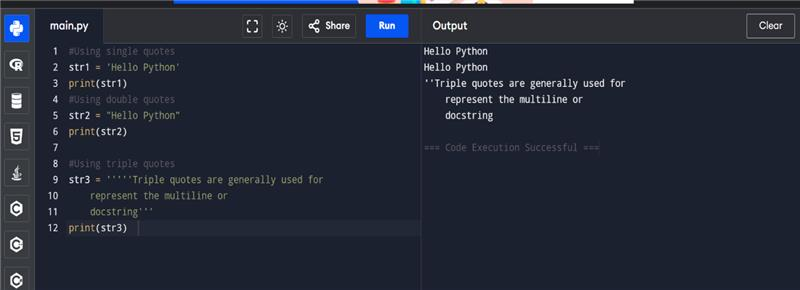 main.py
Share
Run
Output
Clear
1 #Using single quotes
2 str1 = 'Hello Python'
3 print(str1)
4 #Using double quotes
5 str2 = "Hello Python"
6 print(str2)
7
8 #Using triple quotes
9 str3 = '''''Triple quotes are generally used for
10 represent the multiline or
11 docstring'''
12 print(str3)
Hello Python
Hello Python
''Triple quotes are generally used for
represent the multiline or
docstring
=== Code Execution Successful ===